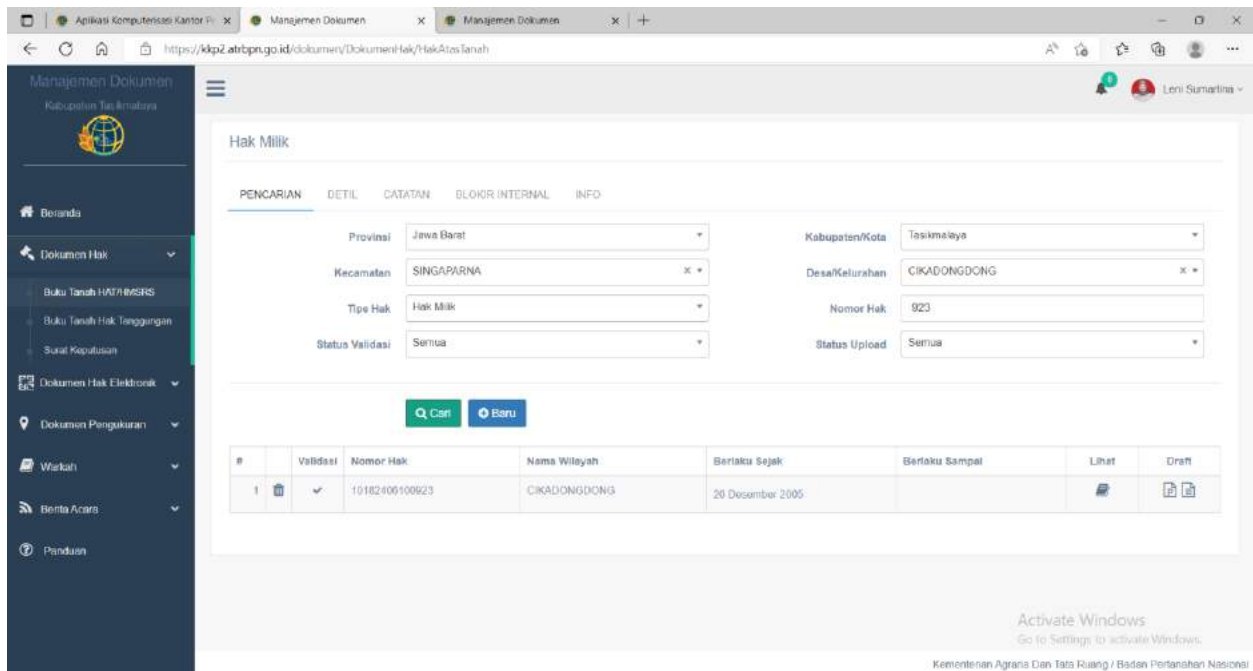 Aplikasi Komputerisasi Kantor Pe
Manajemen Dokumen
Manajemen Dokumen
https://kkp2.atrbpn.go.id/dokumen/DokumenHak/HakAtasTanah
Manajemen Dokumen
Kabupaten Tasikmalaya
0
Leni Sumartina
Hak Milik
PENCARIAN DETIL CATATAN BLOKIR INTERNAL INFO
Beranda
Dokumen Hak
Buku Tanah HAT/HMSRS
Buku Tanah Hak Tanggungan
Surat Keputusan
Dokumen Hak Elektronik
Dokumen Pengukuran
Warkah
Berita Acara
Panduan
Provinsi Jawa Barat Kabupaten/Kota Tasikmalaya
Kecamatan SINGAPARNA Desa/Kelurahan CIKADONGDONG
Tipe Hak Hak Milik Nomor Hak 923
Status Validasi Semua Status Upload Semua
Cari Baru
# Validasi Nomor Hak Nama Wilayah Berlaku Sejak Berlaku Sampai Lihat Draft
1 10182406100923 CIKADONGDONG 20 Desember 2005
Activate Windows
Go to Settings to activate Windows.
Kementerian Agraria Dan Tata Ruang / Badan Pertanahan Nasional